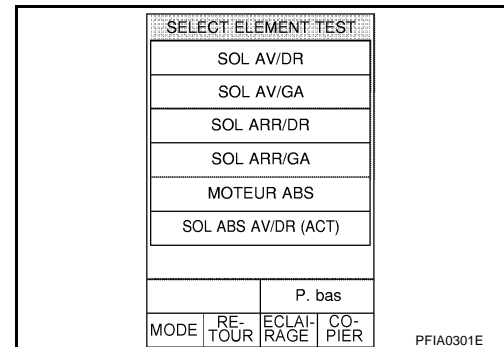 SELECT ELEMENT TEST
SOL AV/DR
SOL AV/GA
SOL ARR/DR
SOL ARR/GA
MOTEUR ABS
SOL ABS AV/DR (ACT)
P. bas
MODE
RE-
TOUR
ECLAI-
RAGE
CO-
PIER
PFIA0301E